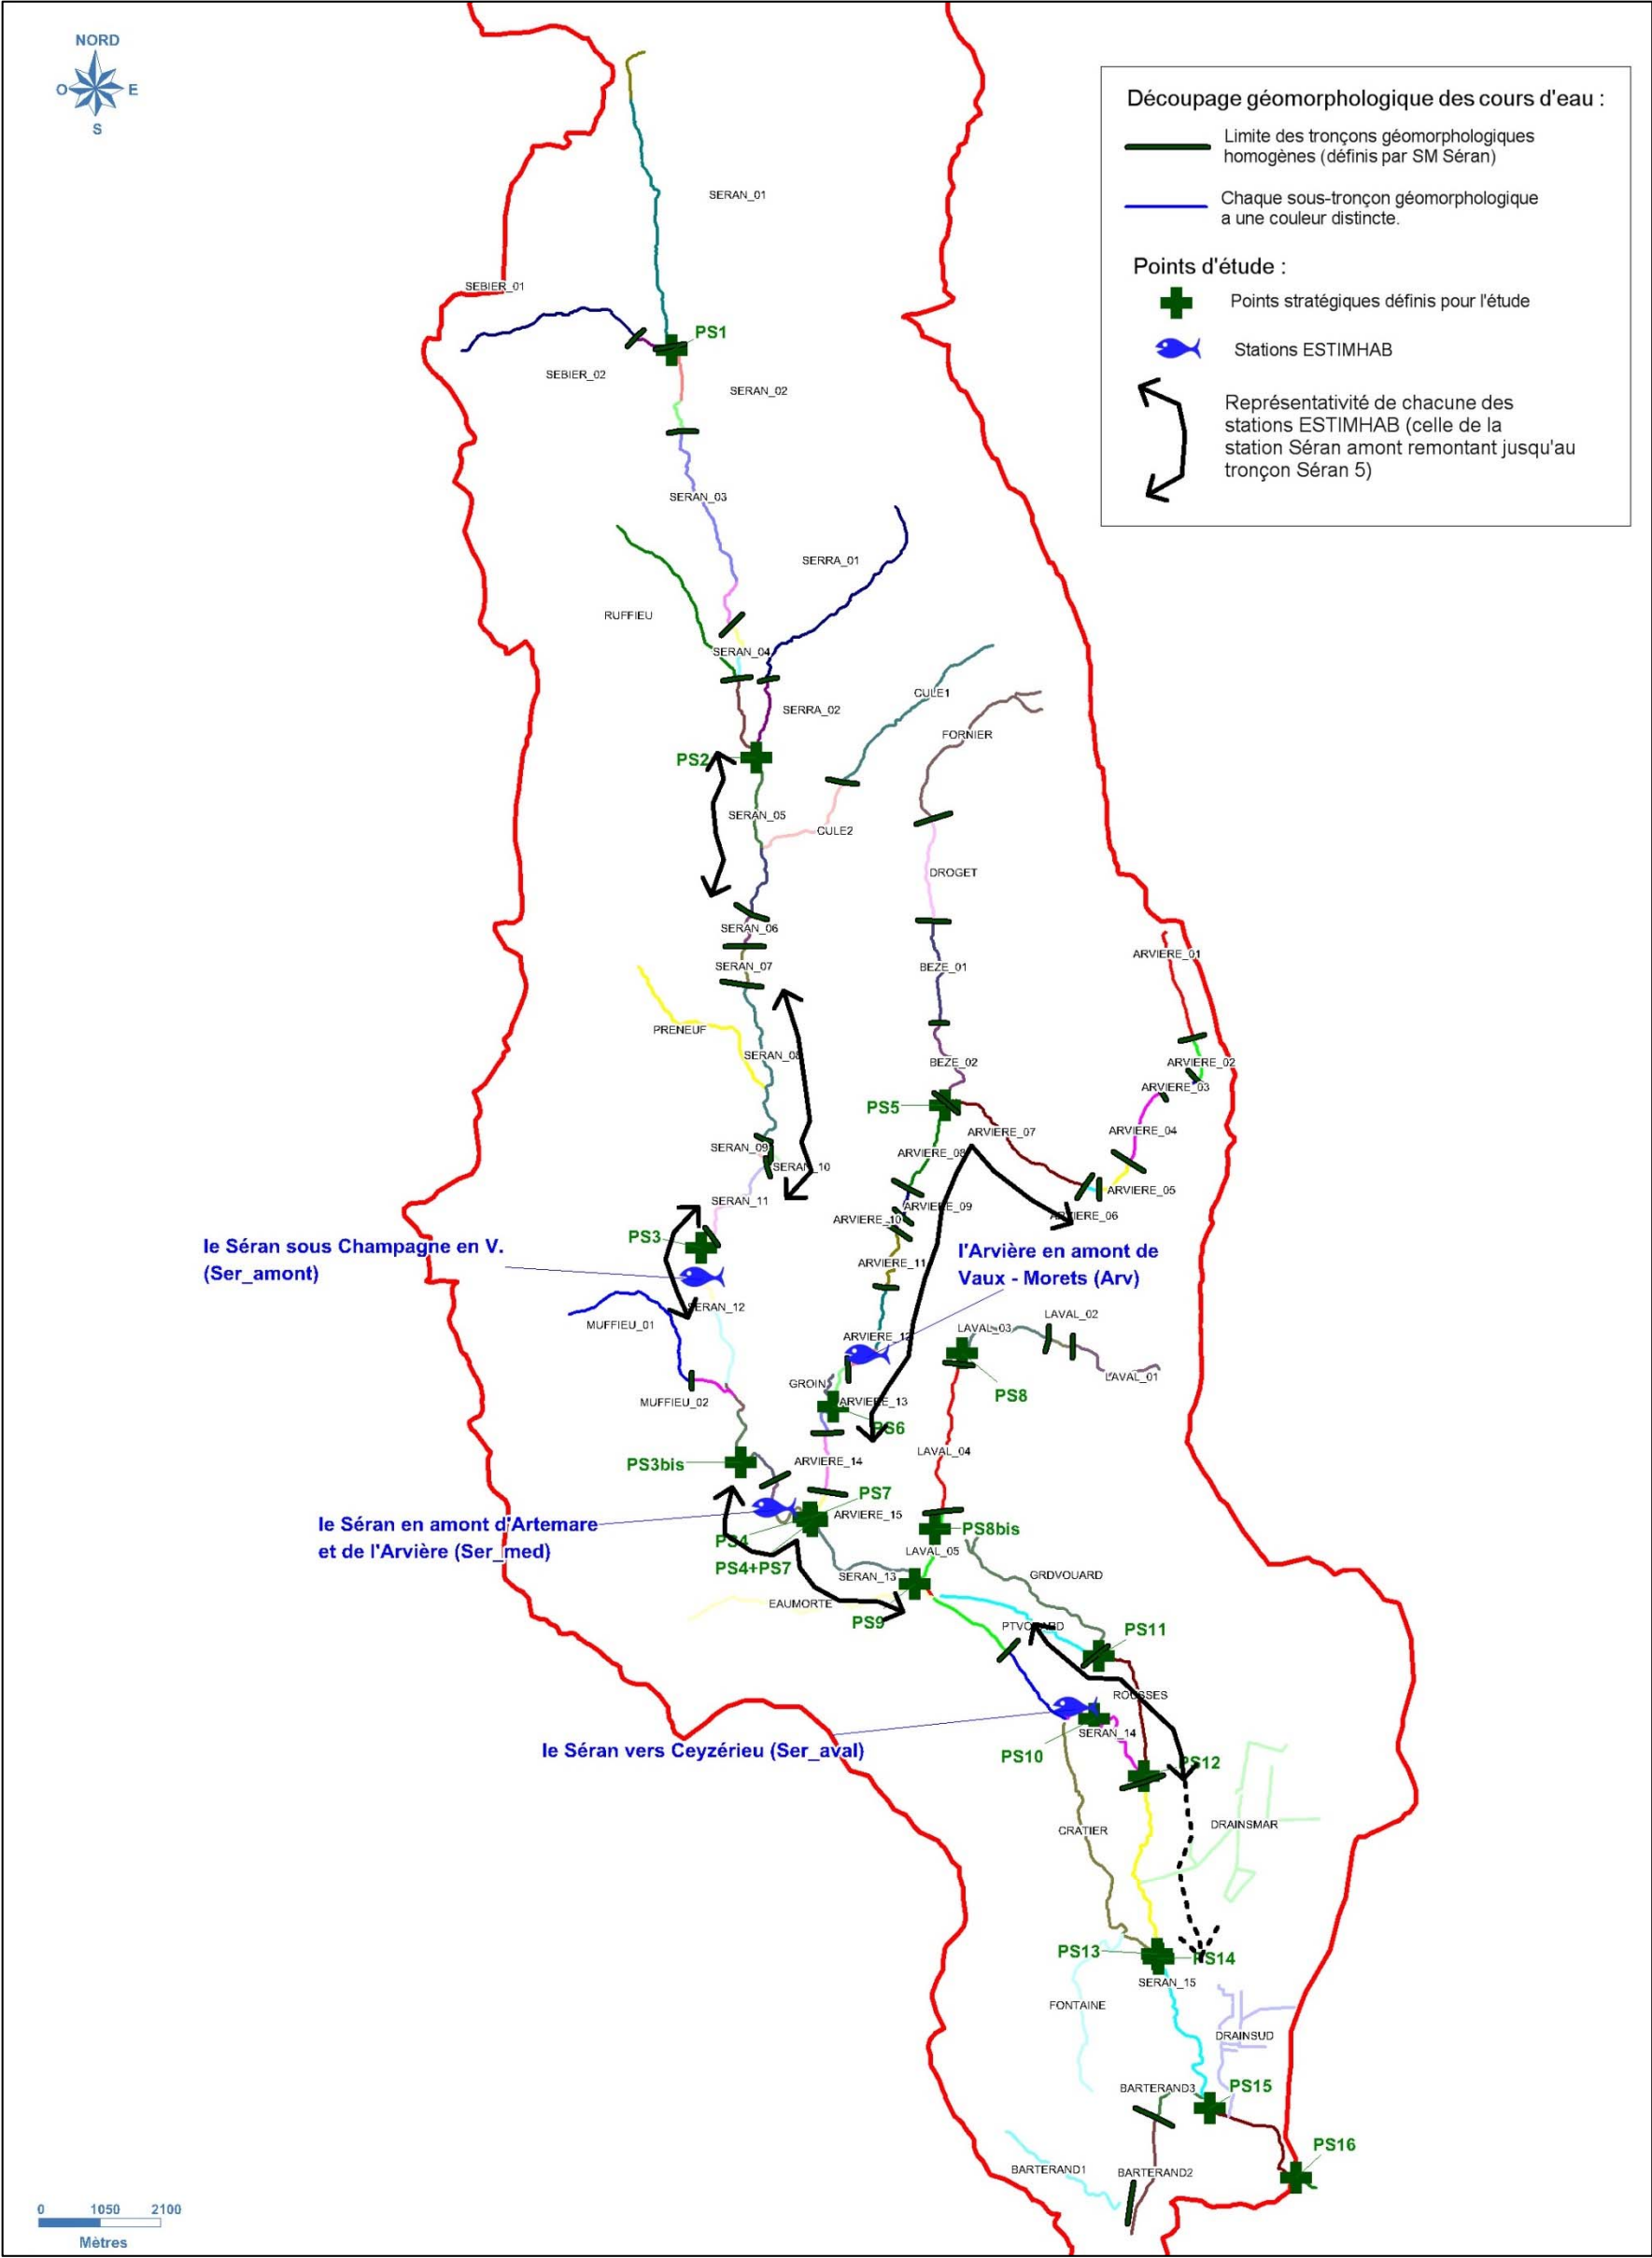 NORD
O
E
S
Découpage géomorphologique des cours d'eau :
Limite des tronçons géomorphologiques
homogènes (définis par SM Séran)
Chaque sous-tronçon géomorphologique
a une couleur distincte.
Points d'étude :
Points stratégiques définis pour l'étude
Stations ESTIMHAB
Représentativité de chacune des
stations ESTIMHAB (celle de la
station Séran amont remontant jusqu'au
tronçon Séran 5)
SERAN_01
SEBIER_01
PS1
SEBIER_02
SERAN_02
SERAN_03
SERRA_01
RUFFIEU
SERAN_04
CULE1
SERRA_02
FORNIER
PS2
SERAN_05
CULE2
DROGET
SERAN_06
ARVIERE_01
SERAN_07
BEZE_01
PRENEUF
SERAN_08
BEZE_02
ARVIERE_02
ARVIERE_03
PS5
ARVIERE_07
ARVIERE_04
SERAN_09
ARVIERE_08
SERAN_10
ARVIERE_05
SERAN_11
ARVIERE_09
ARVIERE_10
ARVIERE_06
PS3
le Séran sous Champagne en V.
(Ser_amont)
l'Arvière en amont de
Vaux - Morets (Arv)
ARVIERE_11
SERAN_12
MUFFIEU_01
LAVAL_02
LAVAL_03
ARVIERE_12
LAVAL_01
GROIN
PS8
MUFFIEU_02
ARVIERE_13
PS6
LAVAL_04
PS3bis
ARVIERE_14
PS7
ARVIERE_15
le Séran en amont d'Artemare
et de l'Arvière (Ser_med)
PS8bis
PS4
LAVAL_05
PS4+PS7
SERAN_13
GRDVOUARD
EAUMORTE
PS9
PTVOUARD
PS11
ROUSSES
SERAN_14
le Séran vers Ceyzérieu (Ser_aval)
PS10
PS12
GRATIER
DRAINSMAR
PS13
PS14
SERAN_15
FONTAINE
DRAINSUD
BARTERAND3
PS15
PS16
BARTERAND1
BARTERAND2
0 1050 2100
Mètres